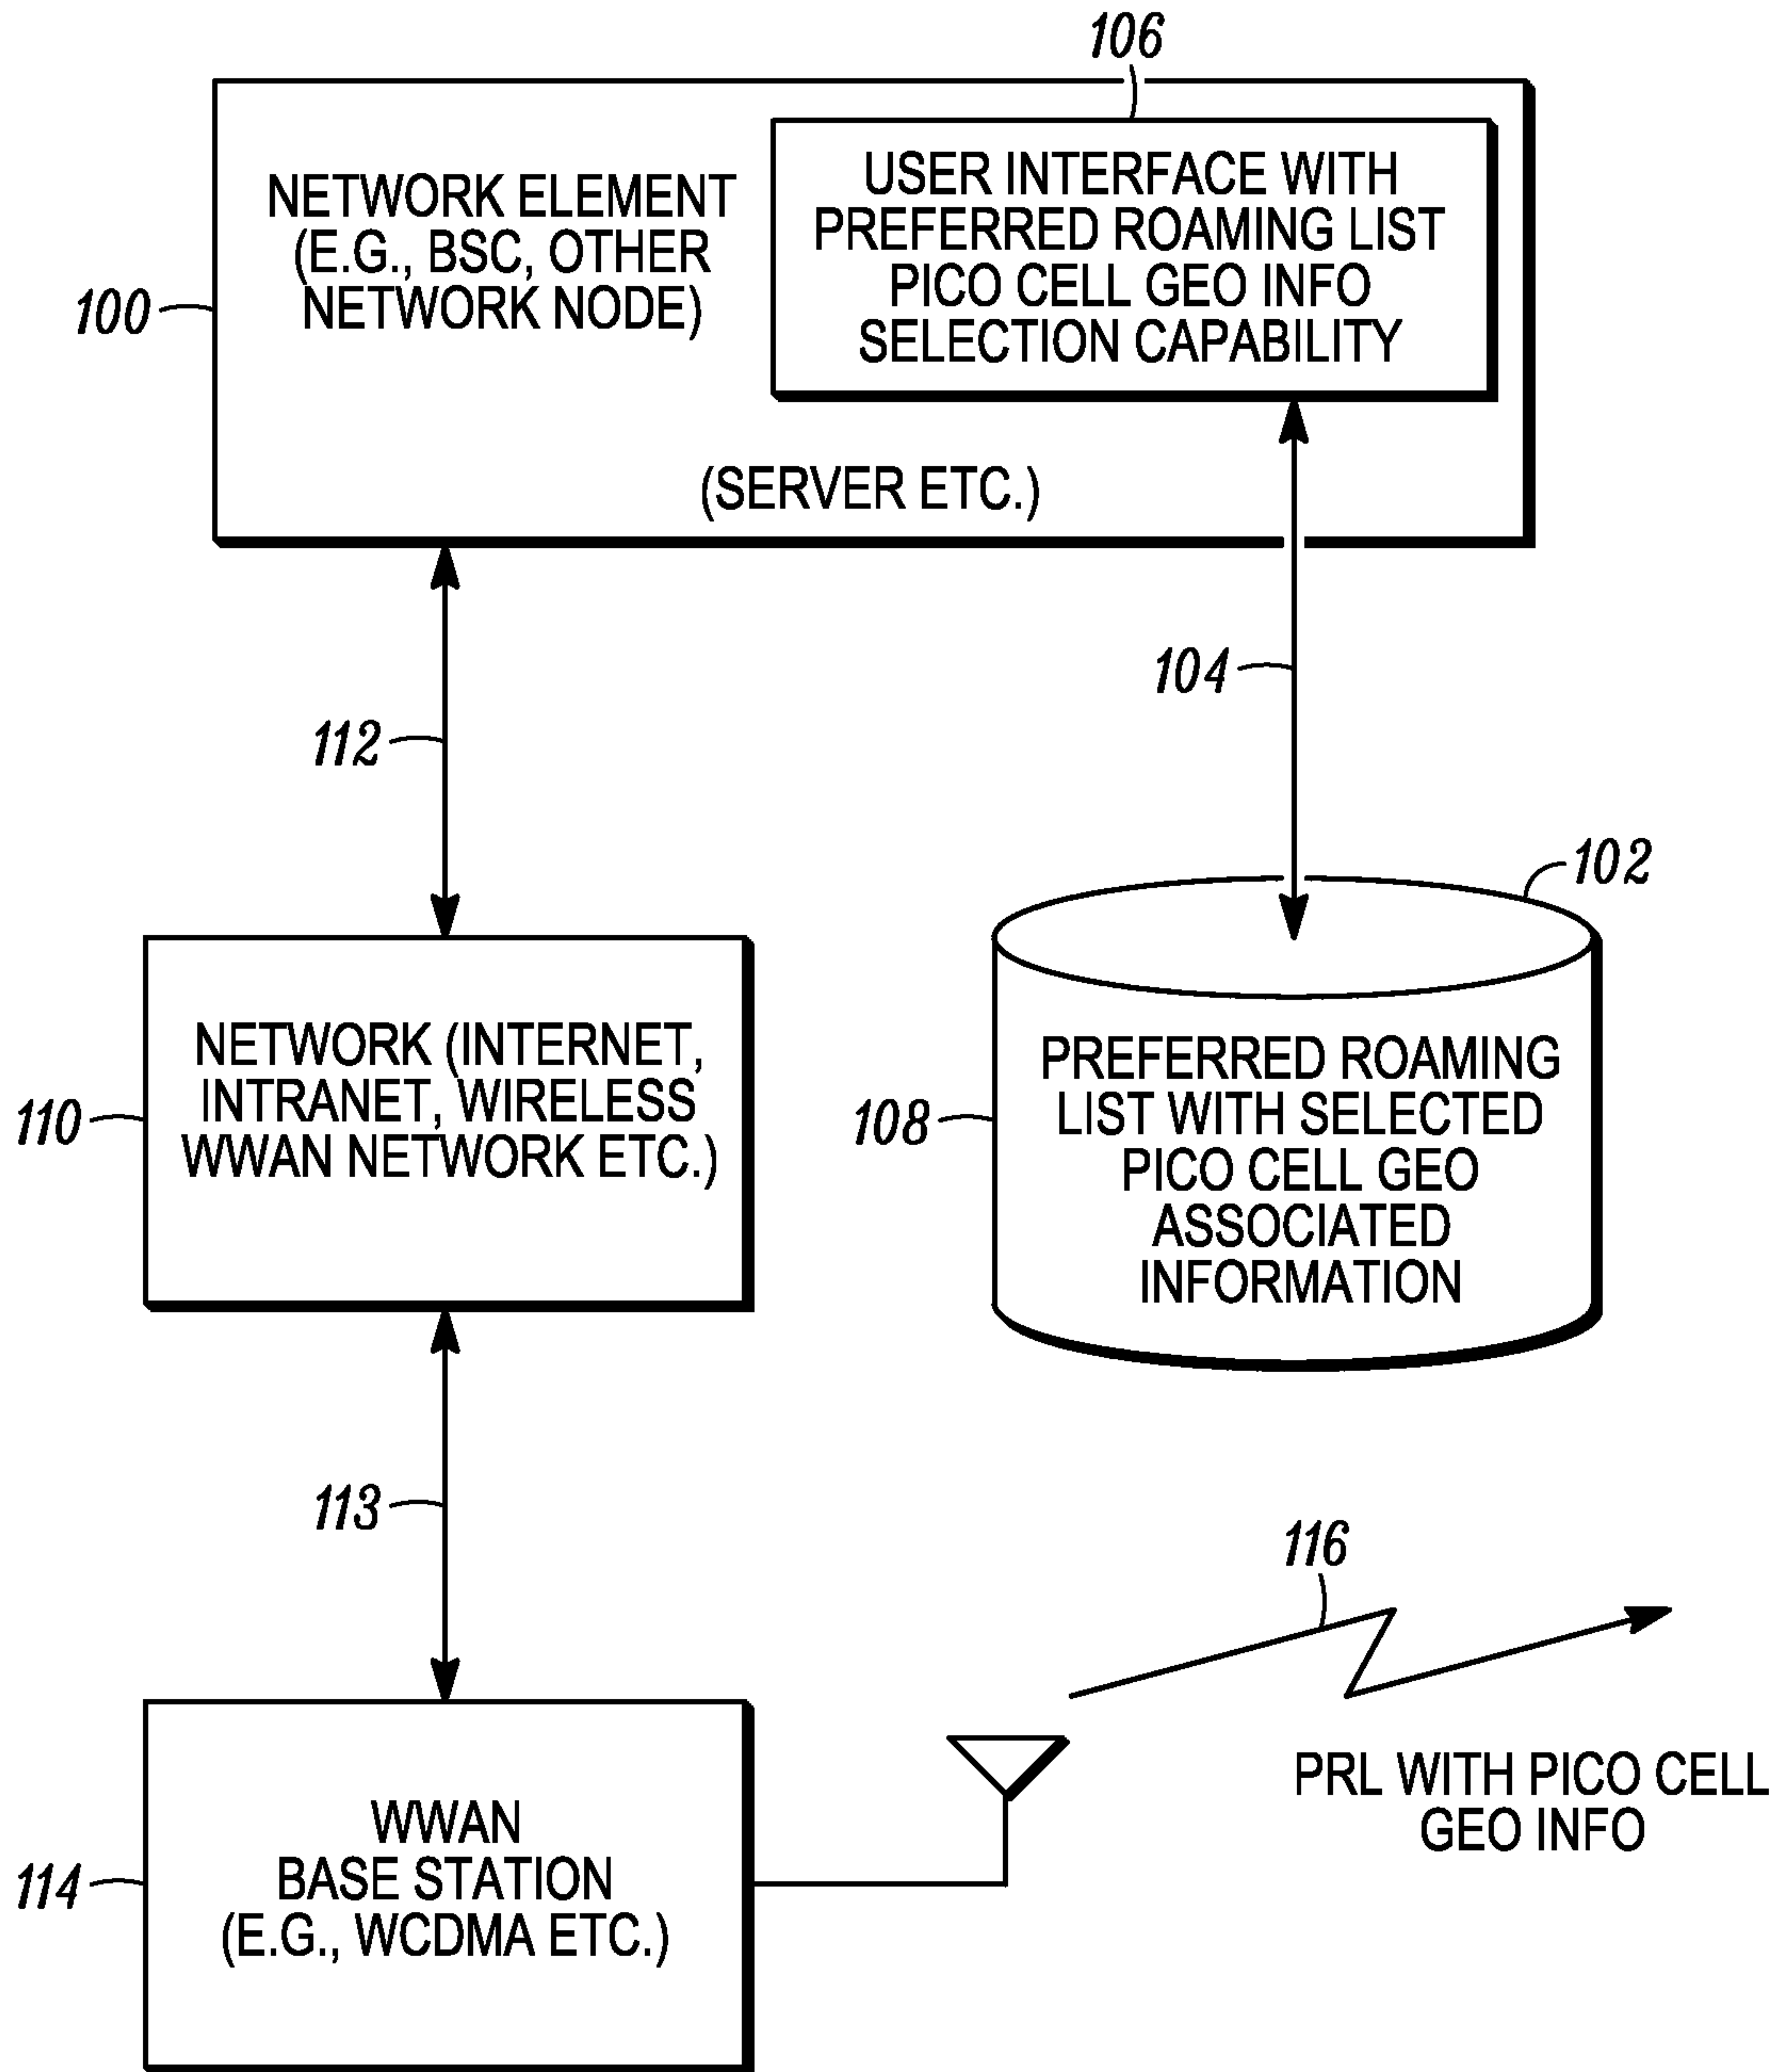 106
NETWORK ELEMENT
(E.G., BSC, OTHER
NETWORK NODE)
USER INTERFACE WITH
PREFERRED ROAMING LIST
PICO CELL GEO INFO
SELECTION CAPABILITY
100
(SERVER ETC.)
104
112
102
NETWORK (INTERNET,
INTRANET, WIRELESS
WWAN NETWORK ETC.)
110
108
PREFERRED ROAMING
LIST WITH SELECTED
PICO CELL GEO
ASSOCIATED
INFORMATION
113
116
PRL WITH PICO CELL
GEO INFO
WWAN
BASE STATION
(E.G., WCDMA ETC.)
114